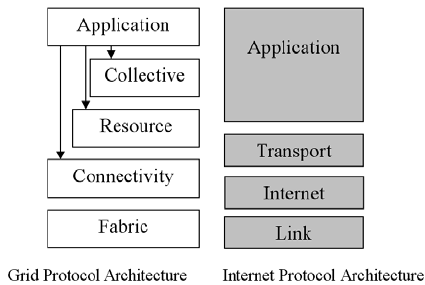 Application
Collective
Resource
Connectivity
Fabric
Grid Protocol Architecture
Application
Transport
Internet
Link
Internet Protocol Architecture